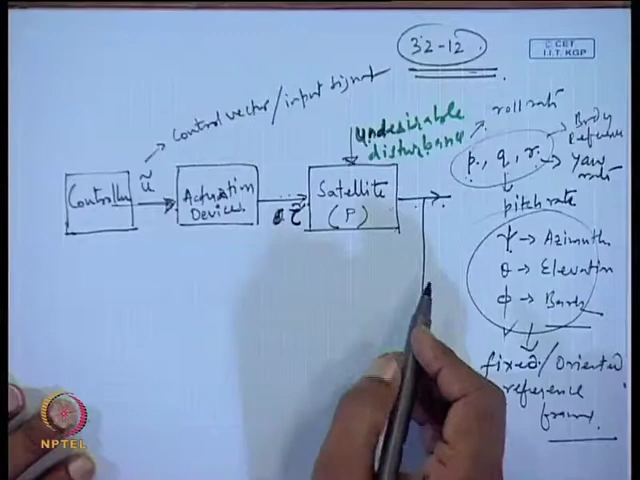 32-12
© CET
I.I.T. KGP
control vector/input signal
undesirable
disturbance
roll rate
Body
Reference
p, q, r
yaw
rate
pitch rate
Controller
ũ
Actuation
Devices
τ̃
Satellite
(P)
ψ → Azimuth
θ → Elevation
φ → Bank
fixed/Oriented
reference
frame
NPTEL